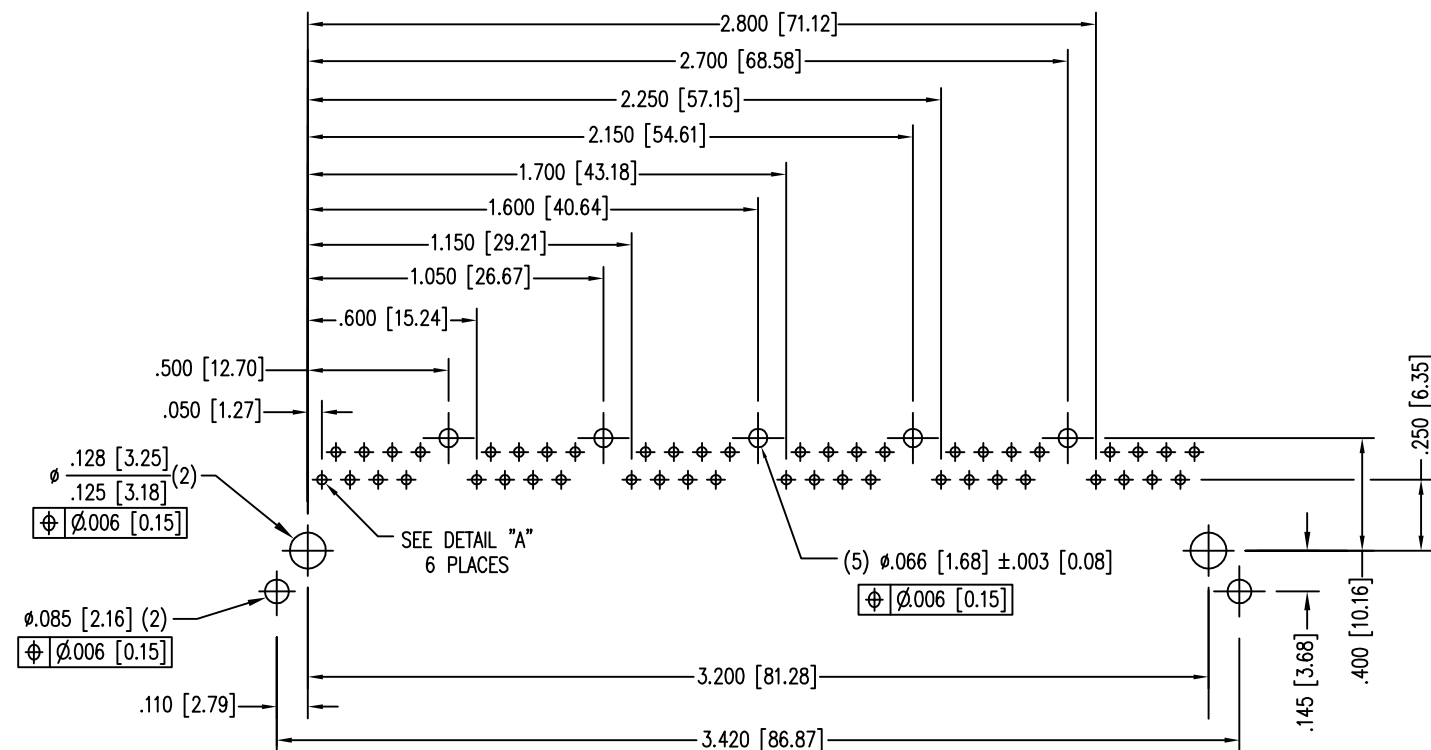 2.800 [71.12]
2.700 [68.58]
2.250 [57.15]
2.150 [54.61]
1.700 [43.18]
1.600 [40.64]
1.150 [29.21]
1.050 [26.67]
.600 [15.24]
.500 [12.70]
.050 [1.27]
.250 [6.35]
ø .128 [3.25] (2)
.125 [3.18]
⌖ Ø.006 [0.15]
SEE DETAIL "A"
6 PLACES
(5) ø.066 [1.68] ±.003 [0.08]
⌖ Ø.006 [0.15]
.400 [10.16]
.145 [3.68]
ø.085 [2.16] (2)
⌖ Ø.006 [0.15]
3.200 [81.28]
.110 [2.79]
3.420 [86.87]